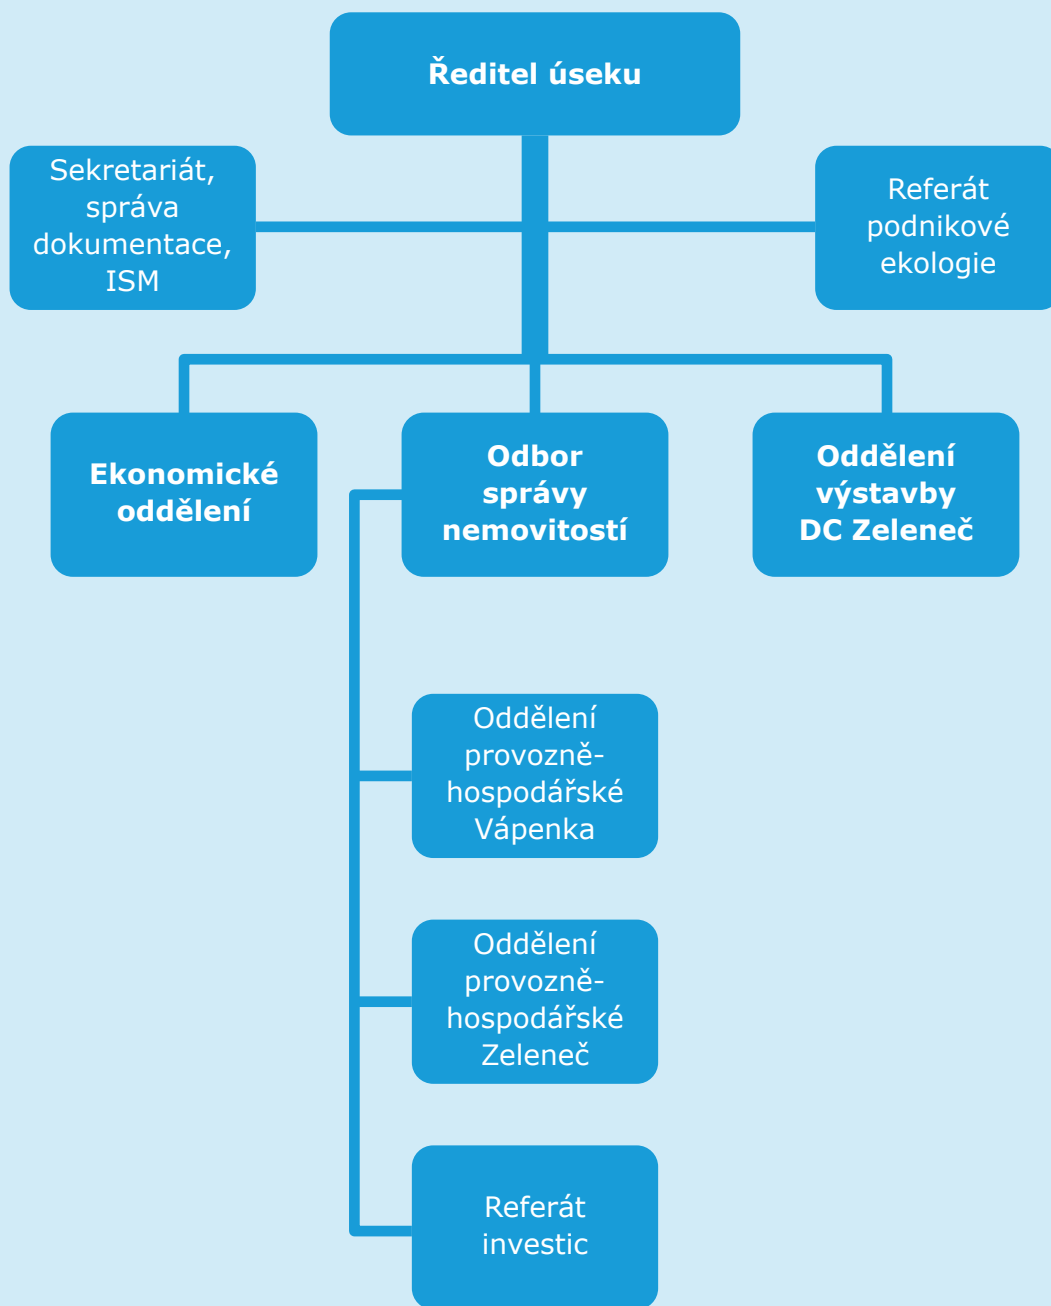 Ředitel úseku
Sekretariát,
správa
dokumentace,
ISM
Referát
podnikové
ekologie
Ekonomické
oddělení
Odbor
správy
nemovitostí
Oddělení
výstavby
DC Zeleneč
Oddělení
provozně-
hospodářské
Vápenka
Oddělení
provozně-
hospodářské
Zeleneč
Referát
investic